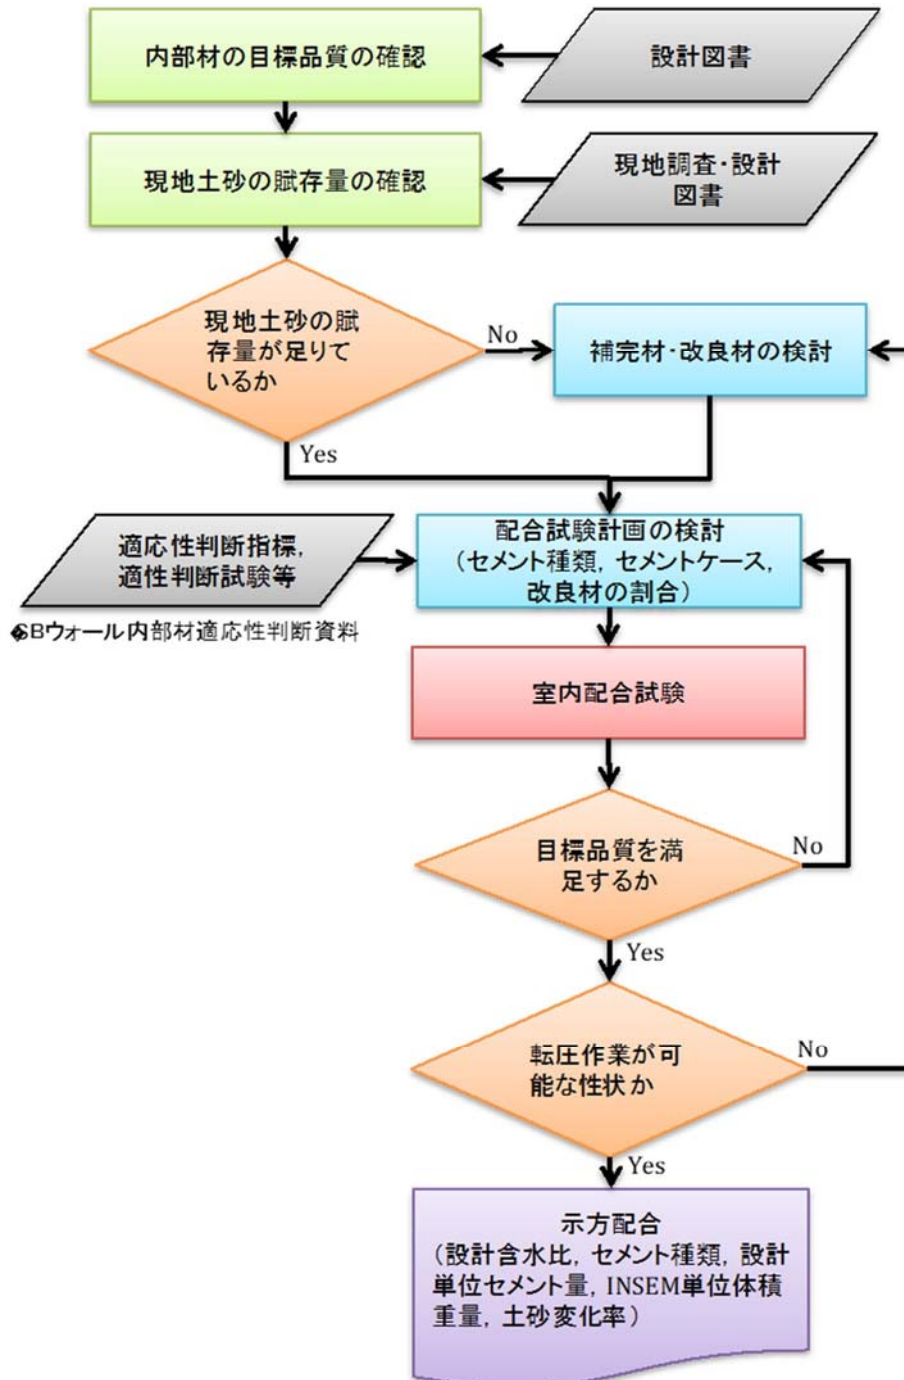 内部材の目標品質の確認
設計図書
現地土砂の賦存量の確認
現地調査・設計
図書
現地土砂の賦
存量が足りて
いるか
No
補完材・改良材の検討
Yes
適応性判断指標,
適性判断試験等
配合試験計画の検討
(セメント種類, セメントケース,
改良材の割合)
SBウォール内部材適応性判断資料
室内配合試験
目標品質を満
足するか
No
Yes
転圧作業が可
能な性状か
No
Yes
示方配合
(設計含水比, セメント種類, 設計
単位セメント量, INSEM単位体積
重量, 土砂変化率)